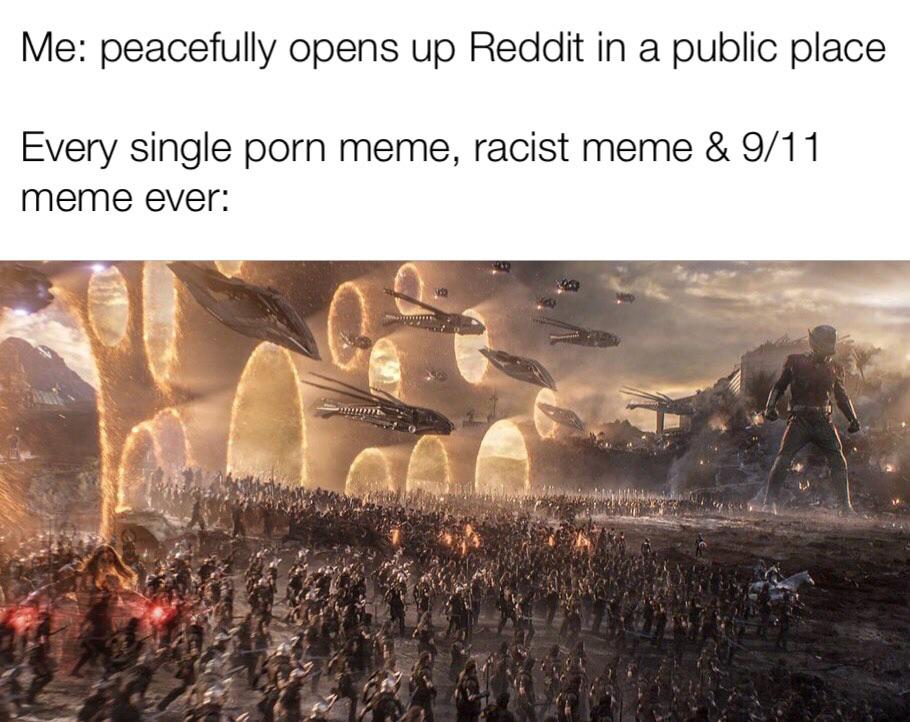 Me: peacefully opens up Reddit in a public place
Every single porn meme, racist meme & 9/11
meme ever: